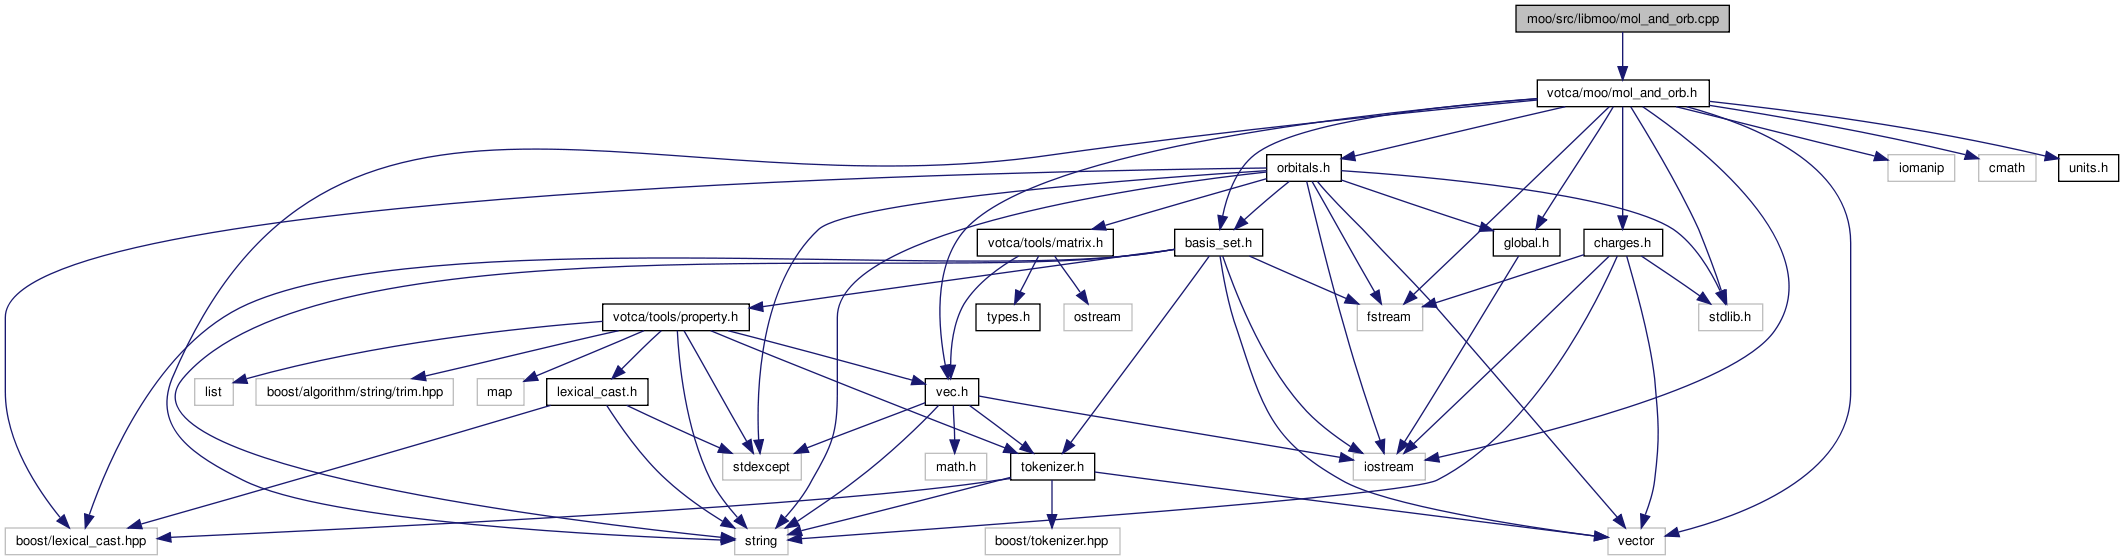 moo/src/libmoo/mol_and_orb.cpp
votca/moo/mol_and_orb.h
orbitals.h
iomanip
cmath
units.h
votca/tools/matrix.h
basis_set.h
global.h
charges.h
votca/tools/property.h
types.h
ostream
fstream
stdlib.h
list
boost/algorithm/string/trim.hpp
map
lexical_cast.h
vec.h
stdexcept
math.h
tokenizer.h
iostream
boost/lexical_cast.hpp
string
boost/tokenizer.hpp
vector